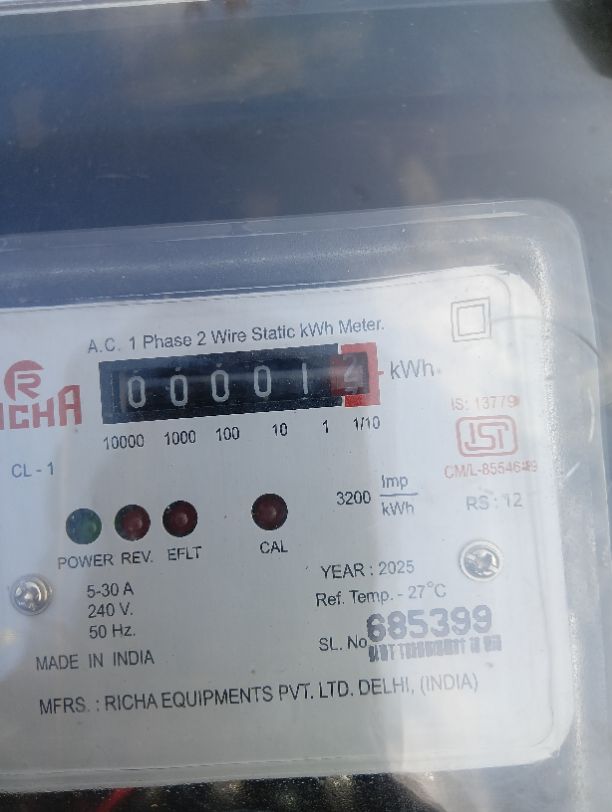 A.C. 1 Phase 2 Wire Static kWh Meter.
R
RICHA
0 0 0 0 1 kWh
10000 1000 100 10 1 1/10
IS: 13779
ISI
CM/L-8554689
CL - 1
3200 Imp
kWh
RS : 12
POWER REV. EFLT CAL
5-30 A
240 V.
50 Hz.
YEAR : 2025
Ref. Temp. - 27°C
SL. No 685399
MADE IN INDIA
MFRS. : RICHA EQUIPMENTS PVT. LTD. DELHI, (INDIA)